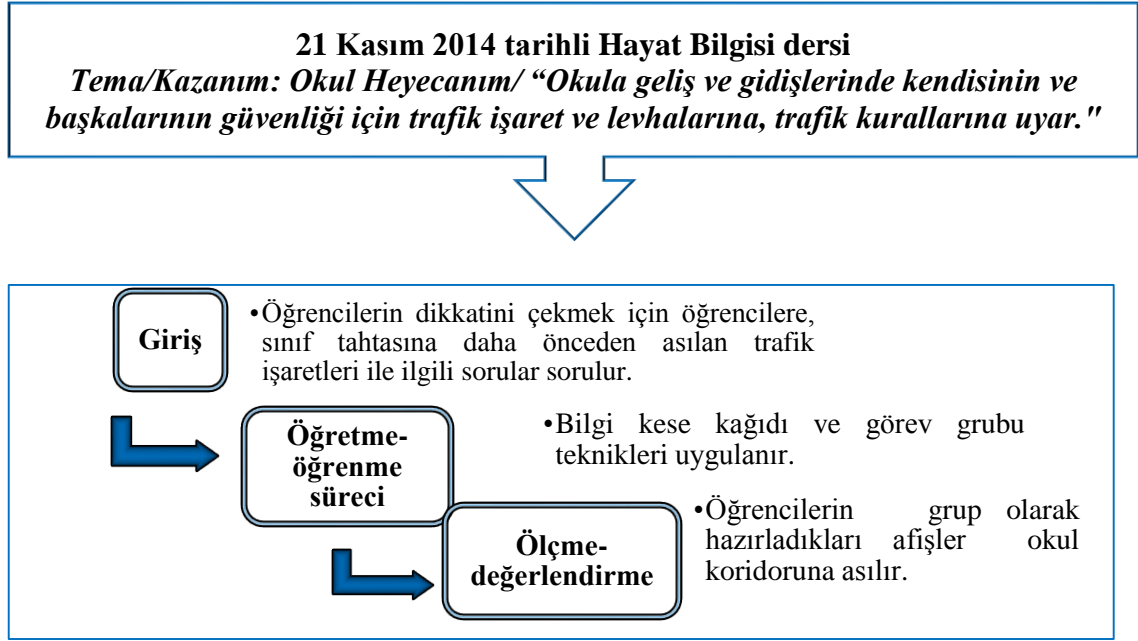 21 Kasım 2014 tarihli Hayat Bilgisi dersi
Tema/Kazanım: Okul Heyecanım/ “Okula geliş ve gidişlerinde kendisinin ve
başkalarının güvenliği için trafik işaret ve levhalarına, trafik kurallarına uyar."
Giriş
•Öğrencilerin dikkatini çekmek için öğrencilere,
sınıf tahtasına daha önceden asılan trafik
işaretleri ile ilgili sorular sorulur.
Öğretme-
öğrenme
süreci
•Bilgi kese kağıdı ve görev grubu
teknikleri uygulanır.
Ölçme-
değerlendirme
•Öğrencilerin grup olarak
hazırladıkları afişler okul
koridoruna asılır.